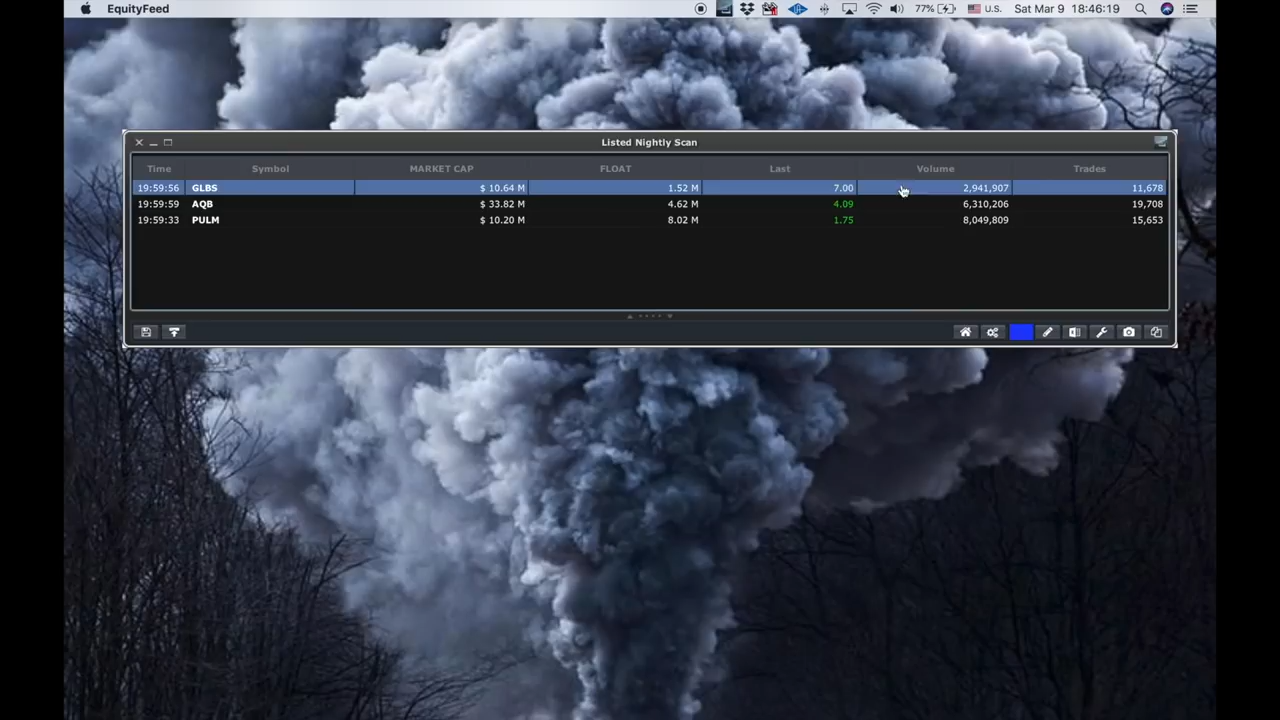 EquityFeed 77% U.S. Sat Mar 9 18:46:19
Listed Nightly Scan
Time Symbol MARKET CAP FLOAT Last Volume Trades
19:59:56 GLBS $ 10.64 M 1.52 M 7.00 2,941,907 11,678
19:59:59 AQB $ 33.82 M 4.62 M 4.09 6,310,206 19,708
19:59:33 PULM $ 10.20 M 8.02 M 1.75 8,049,809 15,653